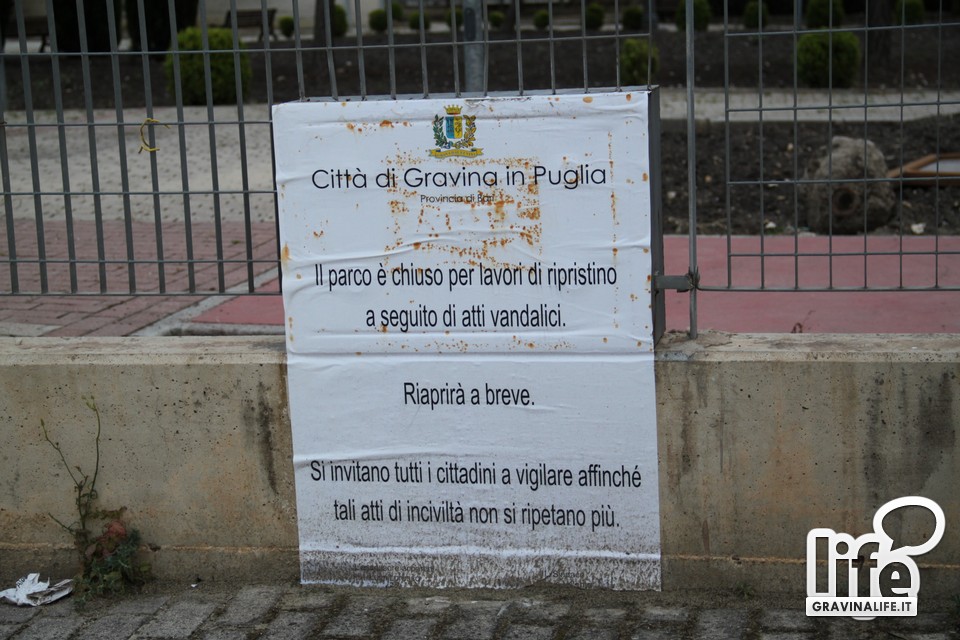 Città di Gravina in Puglia
Provincia di Bari
Il parco è chiuso per lavori di ripristino
a seguito di atti vandalici.
Riaprirà a breve.
Si invitano tutti i cittadini a vigilare affinché
tali atti di inciviltà non si ripetano più.
life
GRAVINALIFE.IT